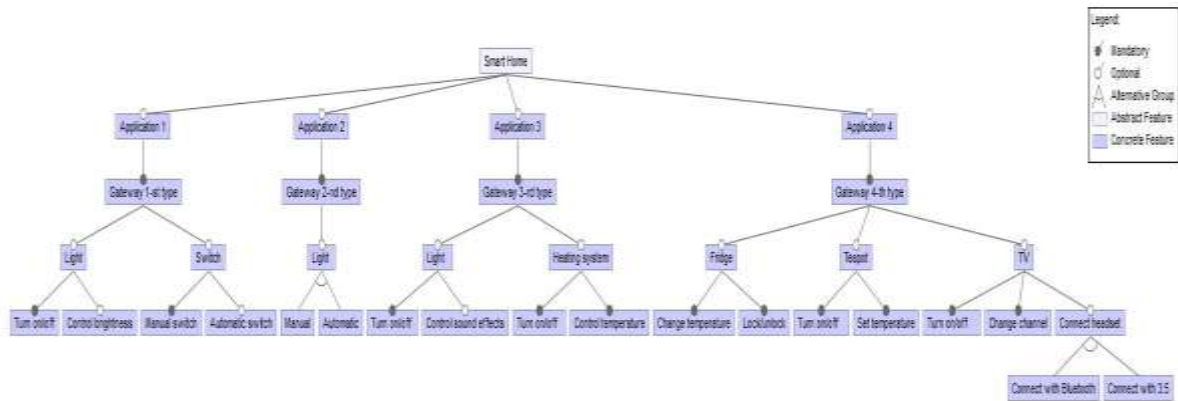 Legend:
Mandatory
Optional
Alternative Group
Abstract Feature
Concrete Feature
Smart Home
Application 1
Application 2
Application 3
Application 4
Gateway 1-st type
Gateway 2-nd type
Gateway 3-rd type
Gateway 4-th type
Light
Switch
Light
Light
Heating system
Fridge
Teapot
TV
Turn on/off
Control brightness
Manual switch
Automatic switch
Manual
Automatic
Turn on/off
Control sound effects
Turn on/off
Control temperature
Change temperature
Lock/unlock
Turn on/off
Set temperature
Turn on/off
Change channel
Connect headset
Connect with Bluetooth
Connect with 3.5